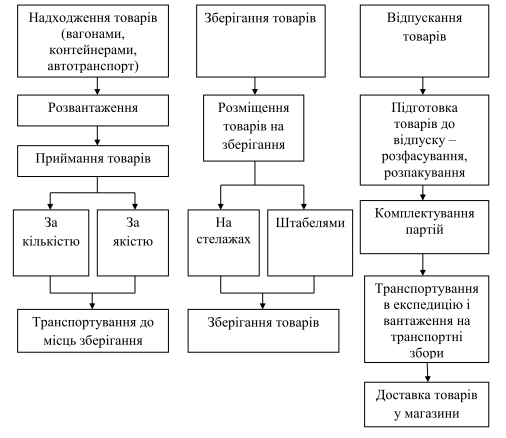 Надходження товарів
(вагонами,
контейнерами,
автотранспорт)
Розвантаження
Приймання товарів
За
кількістю
За
якістю
Транспортування до
місць зберігання
Зберігання товарів
Розміщення
товарів на
зберігання
На
стелажах
Штабелями
Зберігання товарів
Відпускання
товарів
Підготовка
товарів до
відпуску –
розфасування,
розпакування
Комплектування
партій
Транспортування
в експедицію і
вантаження на
транспортні
збори
Доставка товарів
у магазини